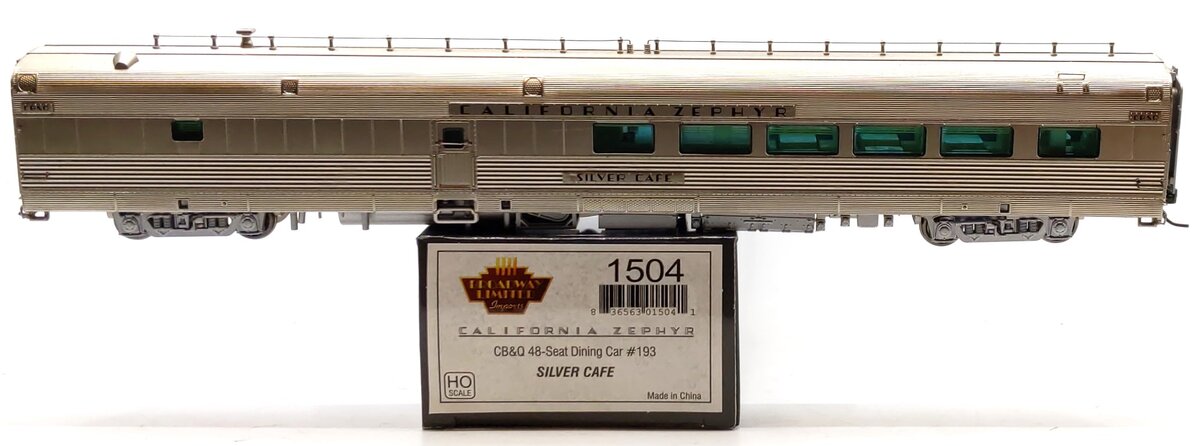 CALIFORNIA ZEPHYR
SILVER CAFE
BROADWAY
LIMITED
Imports
1504
8 36563 01504 1
CALIFORNIA ZEPHYR
CB&Q 48-Seat Dining Car #193
SILVER CAFE
HO
SCALE
Made in China